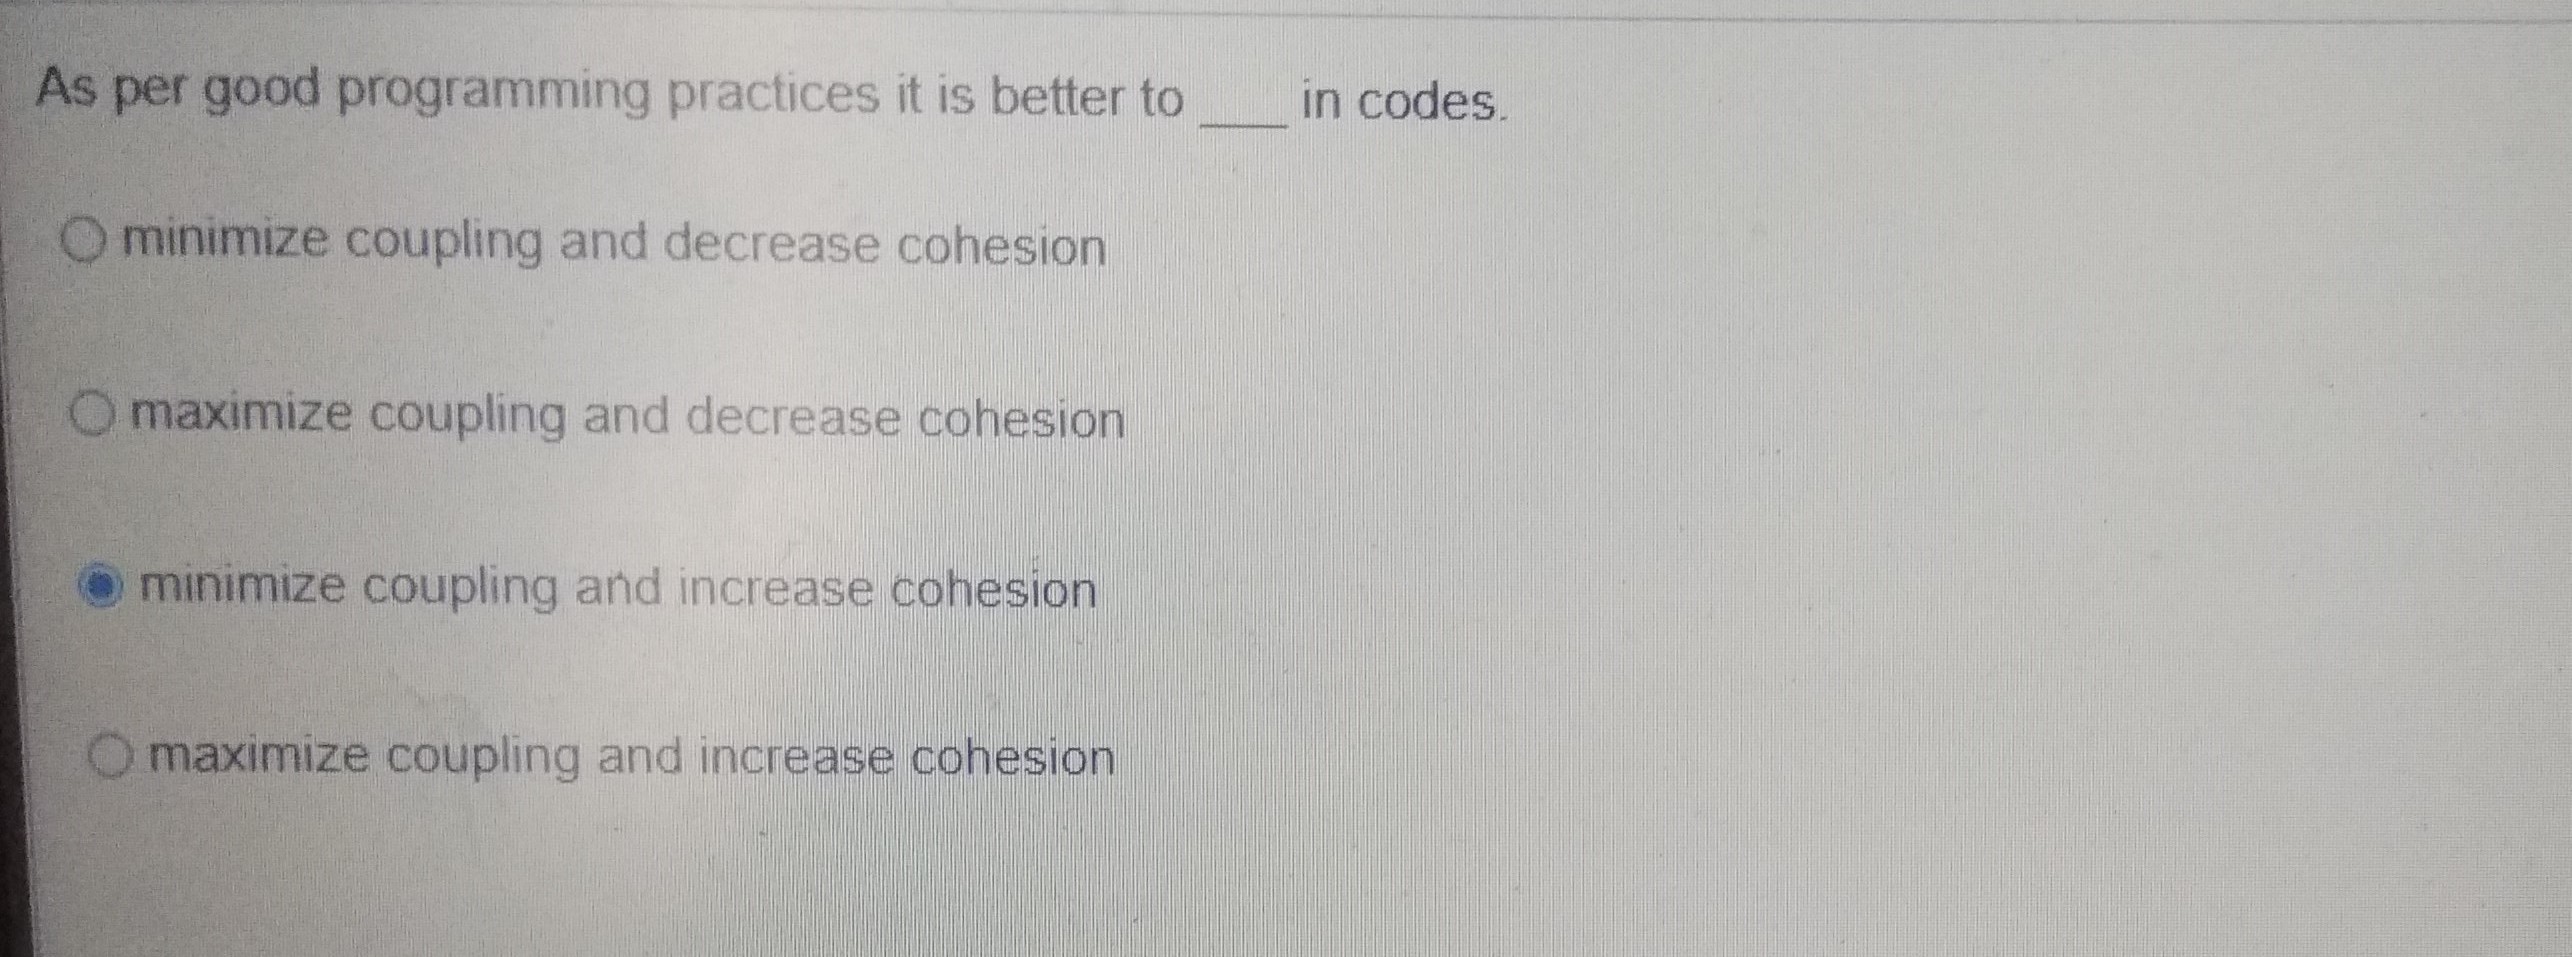 As per good programming practices it is better to ____ in codes.
minimize coupling and decrease cohesion
maximize coupling and decrease cohesion
minimize coupling and increase cohesion
maximize coupling and increase cohesion